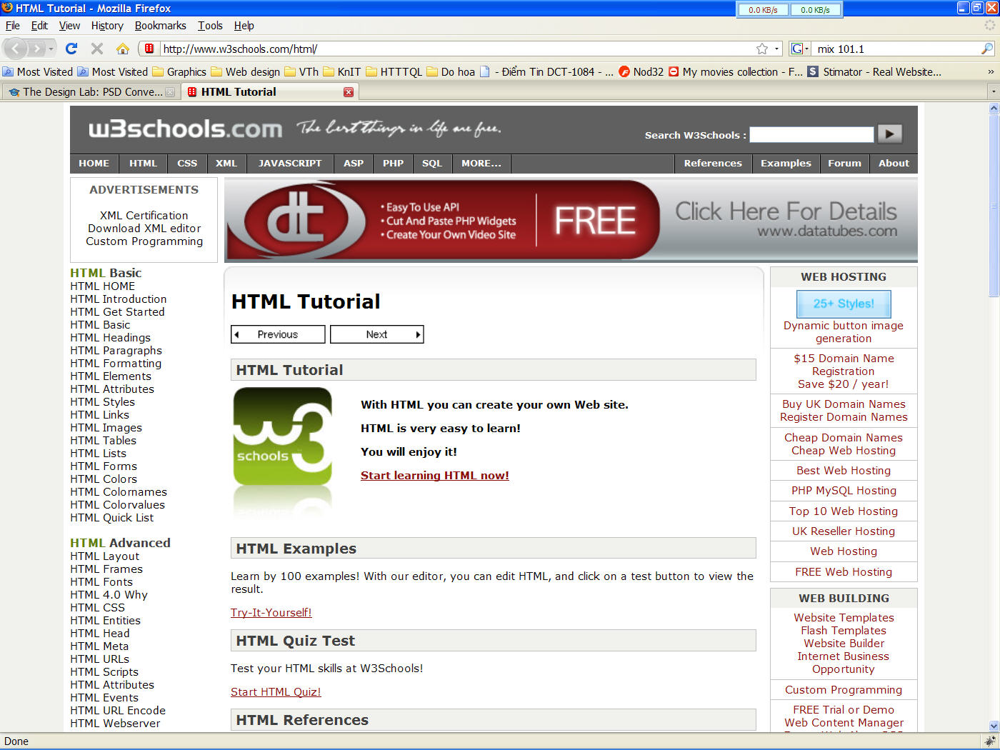 HTML Tutorial - Mozilla Firefox
0.0 KB/s
0.0 KB/s
File Edit View History Bookmarks Tools Help
http://www.w3schools.com/html/
mix 101.1
Most Visited
Most Visited
Graphics
Web design
VTh
KnIT
HTTTQL
Do hoa
- Điểm Tin DCT-1084 - ...
Nod32
My movies collection - F...
Stimator - Real Website...
»
The Design Lab: PSD Conve...
HTML Tutorial
w3schools.com
The best things in life are free.
Search W3Schools :
HOME
HTML
CSS
XML
JAVASCRIPT
ASP
PHP
SQL
MORE...
References
Examples
Forum
About
ADVERTISEMENTS
XML Certification
Download XML editor
Custom Programming
dt
• Easy To Use API
• Cut And Paste PHP Widgets
• Create Your Own Video Site
FREE
Click Here For Details
www.datatubes.com
HTML Basic
HTML HOME
HTML Introduction
HTML Get Started
HTML Basic
HTML Headings
HTML Paragraphs
HTML Formatting
HTML Elements
HTML Attributes
HTML Styles
HTML Links
HTML Images
HTML Tables
HTML Lists
HTML Forms
HTML Colors
HTML Colornames
HTML Colorvalues
HTML Quick List
HTML Advanced
HTML Layout
HTML Frames
HTML Fonts
HTML 4.0 Why
HTML CSS
HTML Entities
HTML Head
HTML Meta
HTML URLs
HTML Scripts
HTML Attributes
HTML Events
HTML URL Encode
HTML Webserver
HTML Tutorial
Previous
Next
HTML Tutorial
w3
schools
With HTML you can create your own Web site.
HTML is very easy to learn!
You will enjoy it!
Start learning HTML now!
HTML Examples
Learn by 100 examples! With our editor, you can edit HTML, and click on a test button to view the
result.
Try-It-Yourself!
HTML Quiz Test
Test your HTML skills at W3Schools!
Start HTML Quiz!
HTML References
WEB HOSTING
25+ Styles!
Dynamic button image
generation
$15 Domain Name
Registration
Save $20 / year!
Buy UK Domain Names
Register Domain Names
Cheap Domain Names
Cheap Web Hosting
Best Web Hosting
PHP MySQL Hosting
Top 10 Web Hosting
UK Reseller Hosting
Web Hosting
FREE Web Hosting
WEB BUILDING
Website Templates
Flash Templates
Website Builder
Internet Business
Opportunity
Custom Programming
FREE Trial or Demo
Web Content Manager
Done